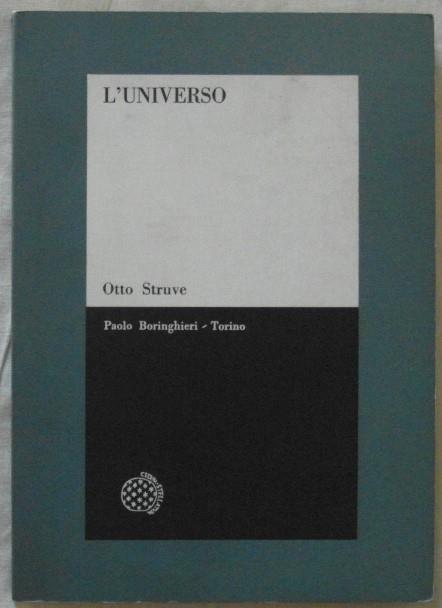 L'UNIVERSO
Otto Struve
Paolo Boringhieri - Torino